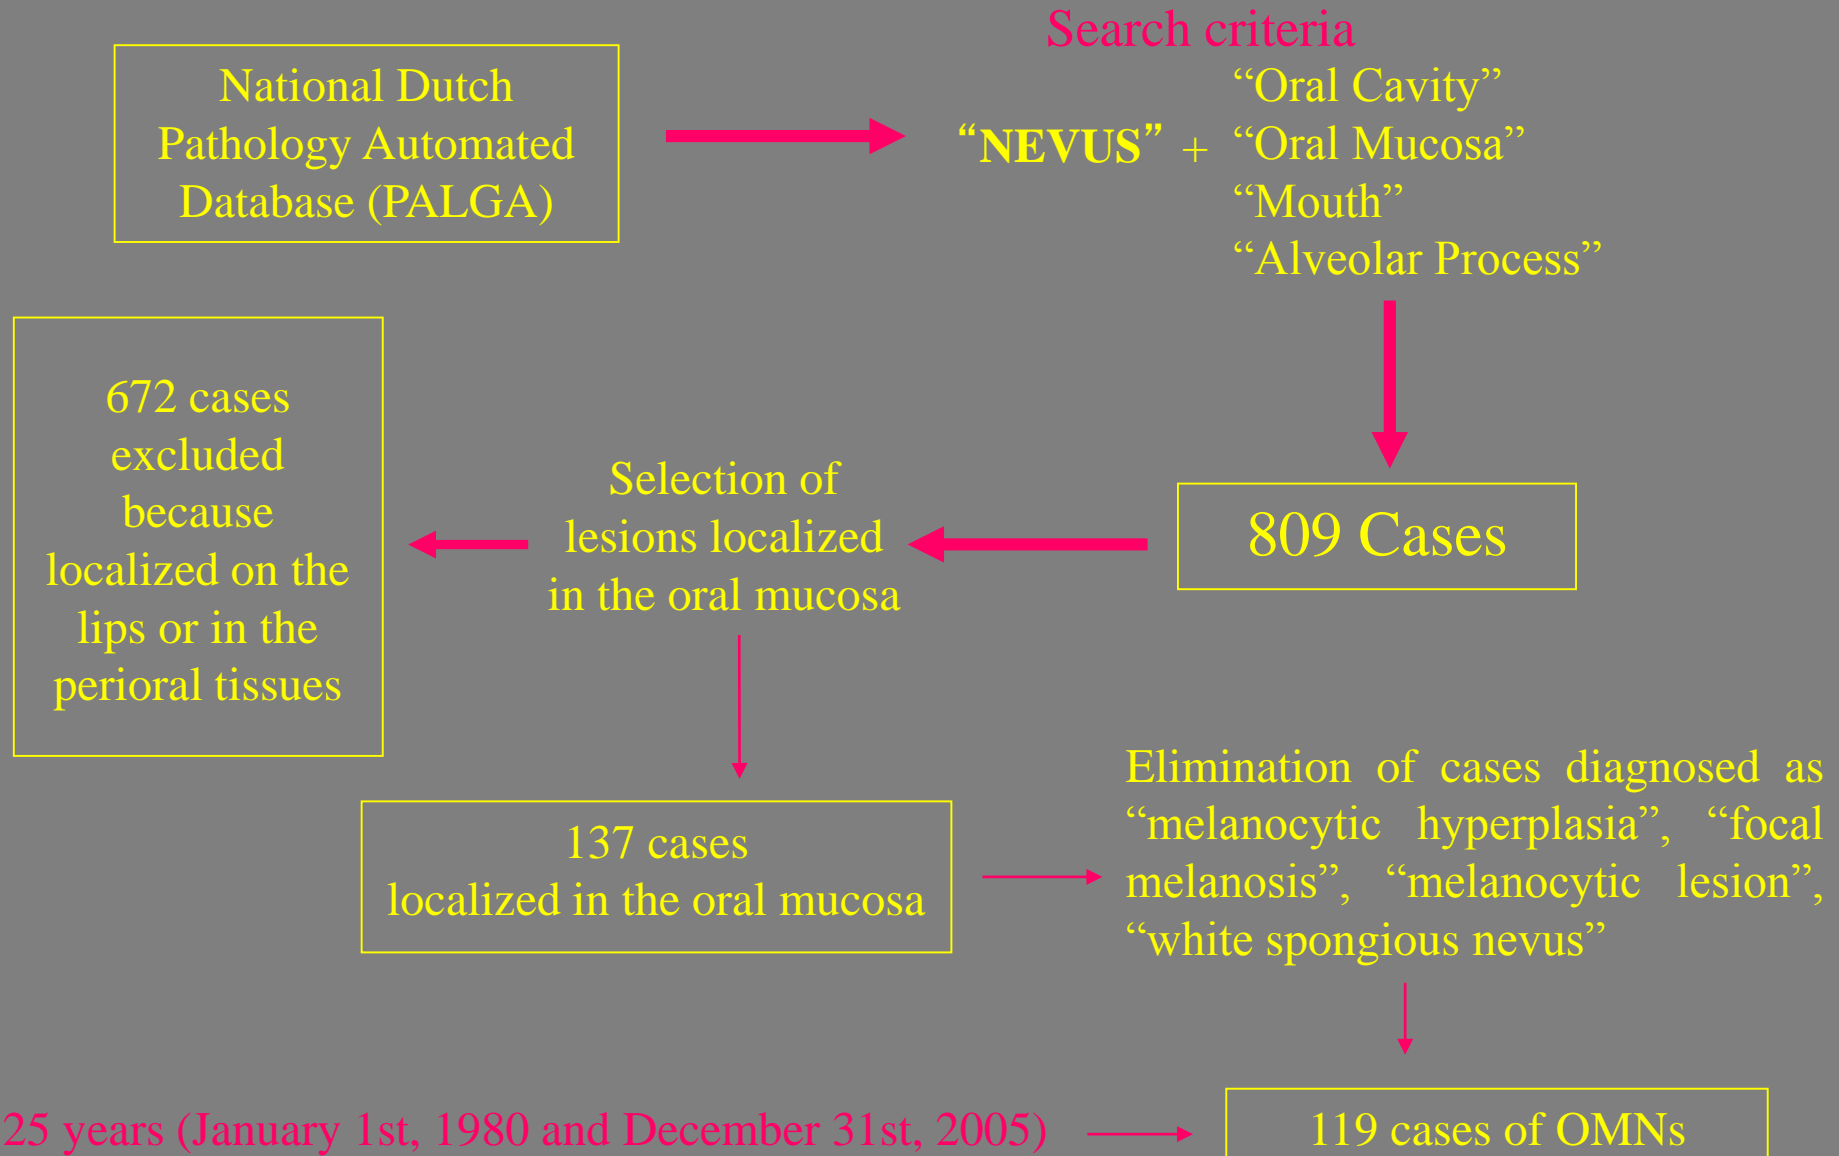 Search criteria
National Dutch
Pathology Automated
Database (PALGA)
“NEVUS” +
“Oral Cavity”
“Oral Mucosa”
“Mouth”
“Alveolar Process”
809 Cases
Selection of
lesions localized
in the oral mucosa
672 cases
excluded
because
localized on the
lips or in the
perioral tissues
137 cases
localized in the oral mucosa
Elimination of cases diagnosed as
“melanocytic hyperplasia”, “focal
melanosis”, “melanocytic lesion”,
“white spongious nevus”
25 years (January 1st, 1980 and December 31st, 2005)
119 cases of OMNs